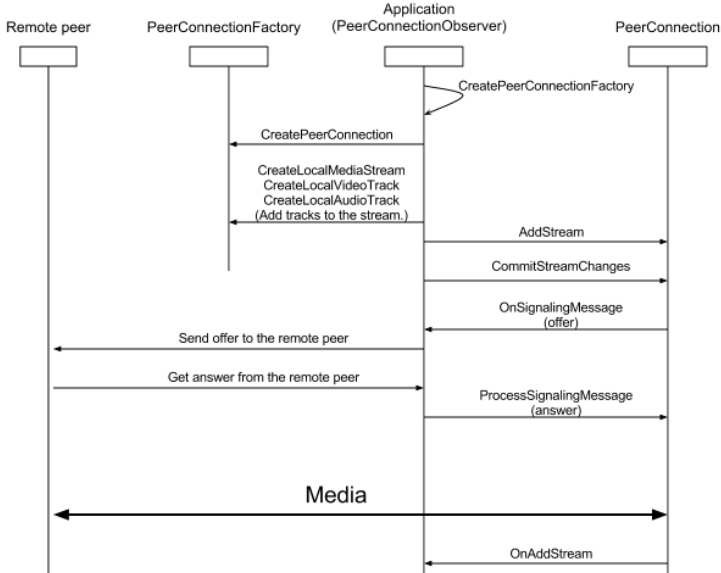 Application
Remote peer PeerConnectionFactory (PeerConnectionObserver) PeerConnection
CreatePeerConnectionFactory
CreatePeerConnection
CreateLocalMediaStream
CreateLocalVideoTrack
CreateLocalAudioTrack
(Add tracks to the stream.)
AddStream
CommitStreamChanges
OnSignalingMessage
(offer)
Send offer to the remote peer
Get answer from the remote peer
ProcessSignalingMessage
(answer)
Media
OnAddStream